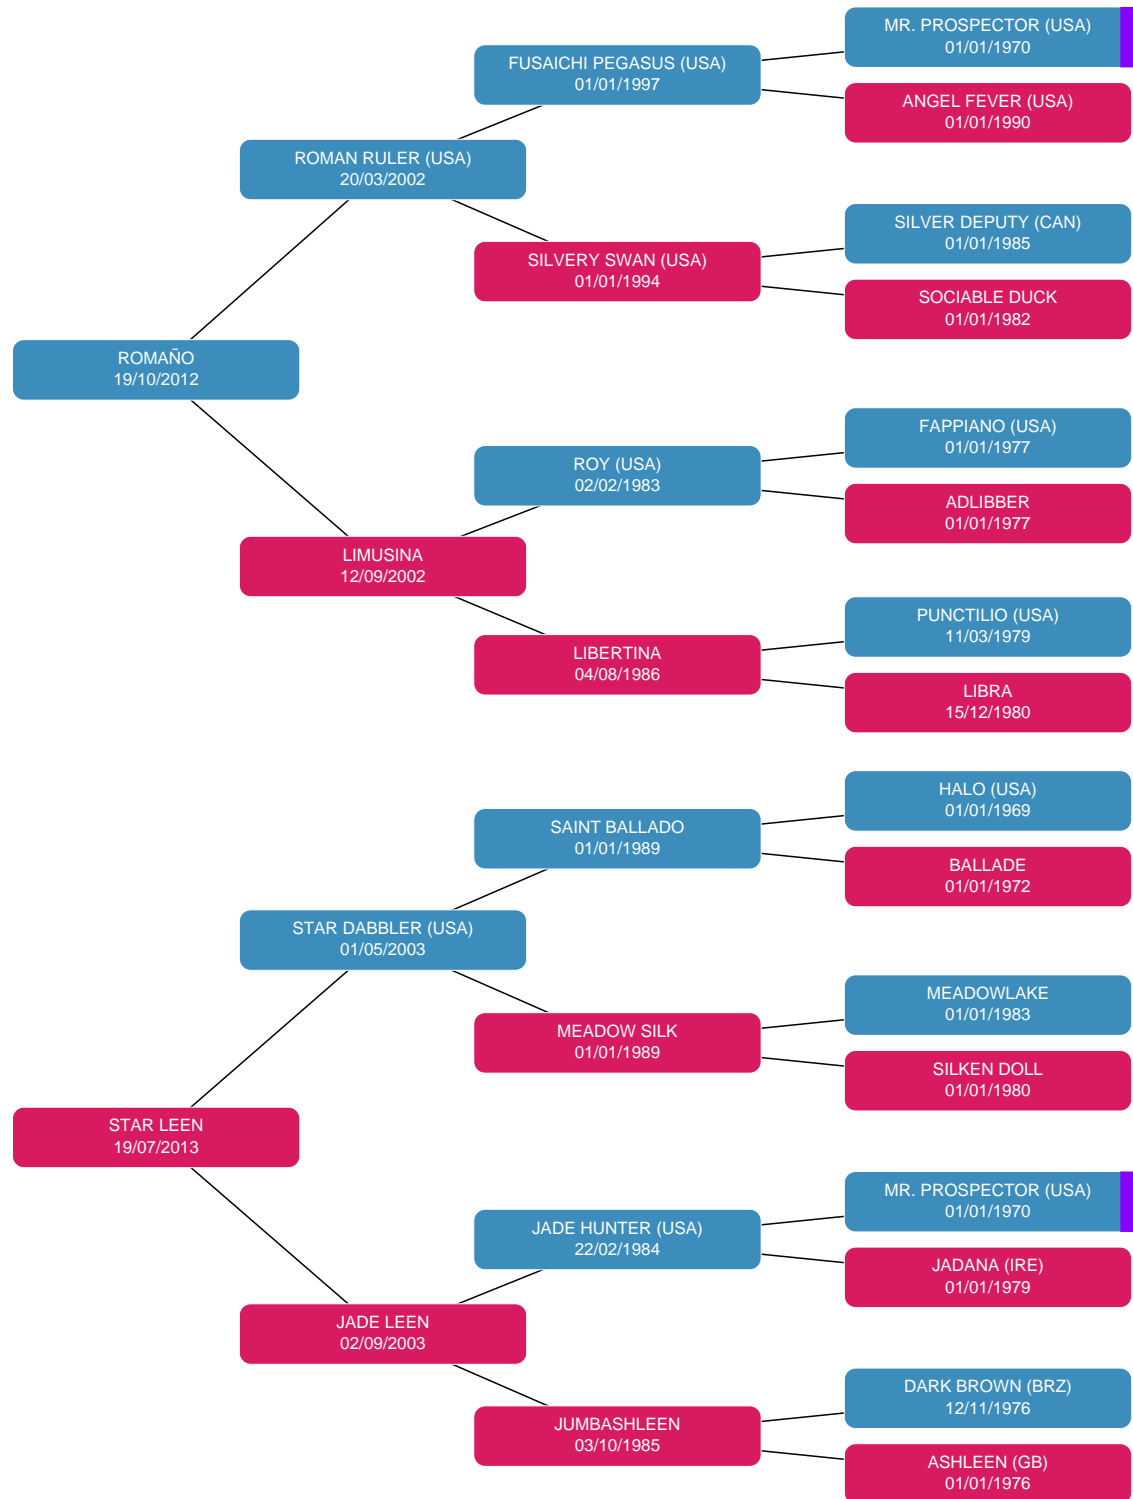 MR. PROSPECTOR (USA)
01/01/1970
FUSAICHI PEGASUS (USA)
01/01/1997
ANGEL FEVER (USA)
01/01/1990
ROMAN RULER (USA)
20/03/2002
SILVER DEPUTY (CAN)
01/01/1985
SILVERY SWAN (USA)
01/01/1994
SOCIABLE DUCK
01/01/1982
ROMAÑO
19/10/2012
FAPPIANO (USA)
01/01/1977
ROY (USA)
02/02/1983
ADLIBBER
01/01/1977
LIMUSINA
12/09/2002
PUNCTILIO (USA)
11/03/1979
LIBERTINA
04/08/1986
LIBRA
15/12/1980
HALO (USA)
01/01/1969
SAINT BALLADO
01/01/1989
BALLADE
01/01/1972
STAR DABBLER (USA)
01/05/2003
MEADOWLAKE
01/01/1983
MEADOW SILK
01/01/1989
SILKEN DOLL
01/01/1980
STAR LEEN
19/07/2013
MR. PROSPECTOR (USA)
01/01/1970
JADE HUNTER (USA)
22/02/1984
JADANA (IRE)
01/01/1979
JADE LEEN
02/09/2003
DARK BROWN (BRZ)
12/11/1976
JUMBASHLEEN
03/10/1985
ASHLEEN (GB)
01/01/1976